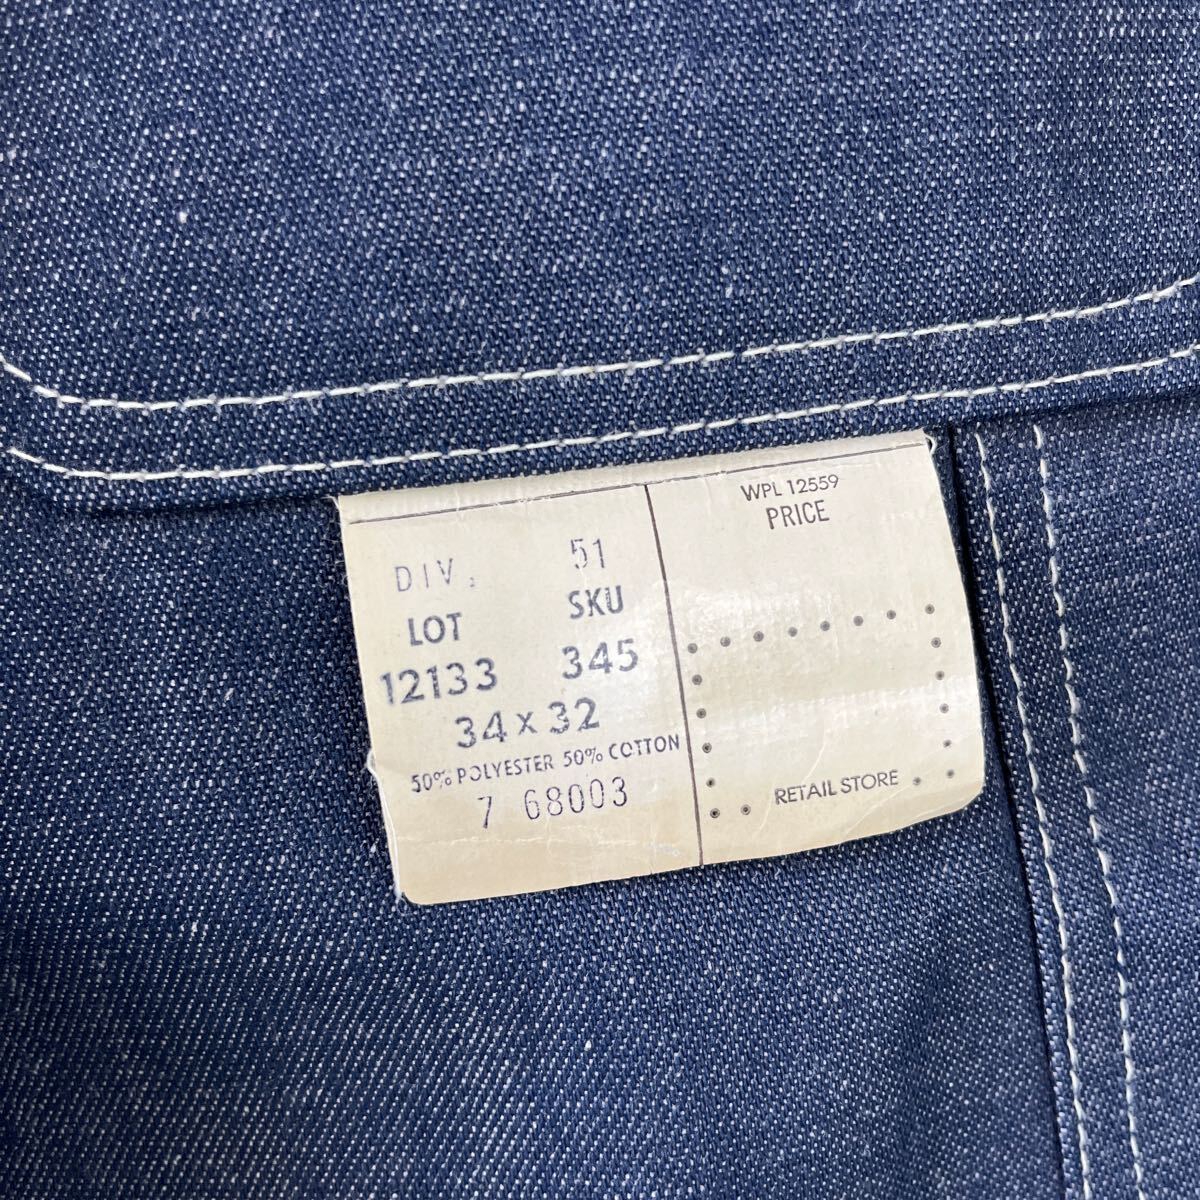 DIV. 51
LOT SKU
12133 345
34 x 32
50% POLYESTER 50% COTTON
7 68003
WPL 12559
PRICE
RETAIL STORE